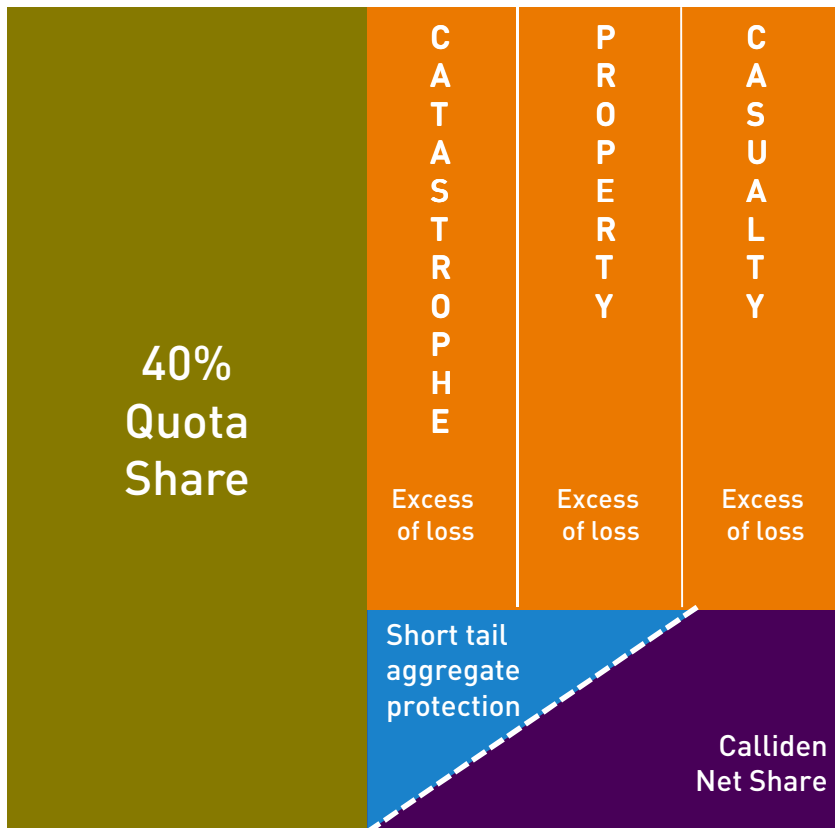 40%
Quota
Share
CATASTROPHE
Excess
of loss
PROPERTY
Excess
of loss
CASUALTY
Excess
of loss
Short tail
aggregate
protection
Calliden
Net Share